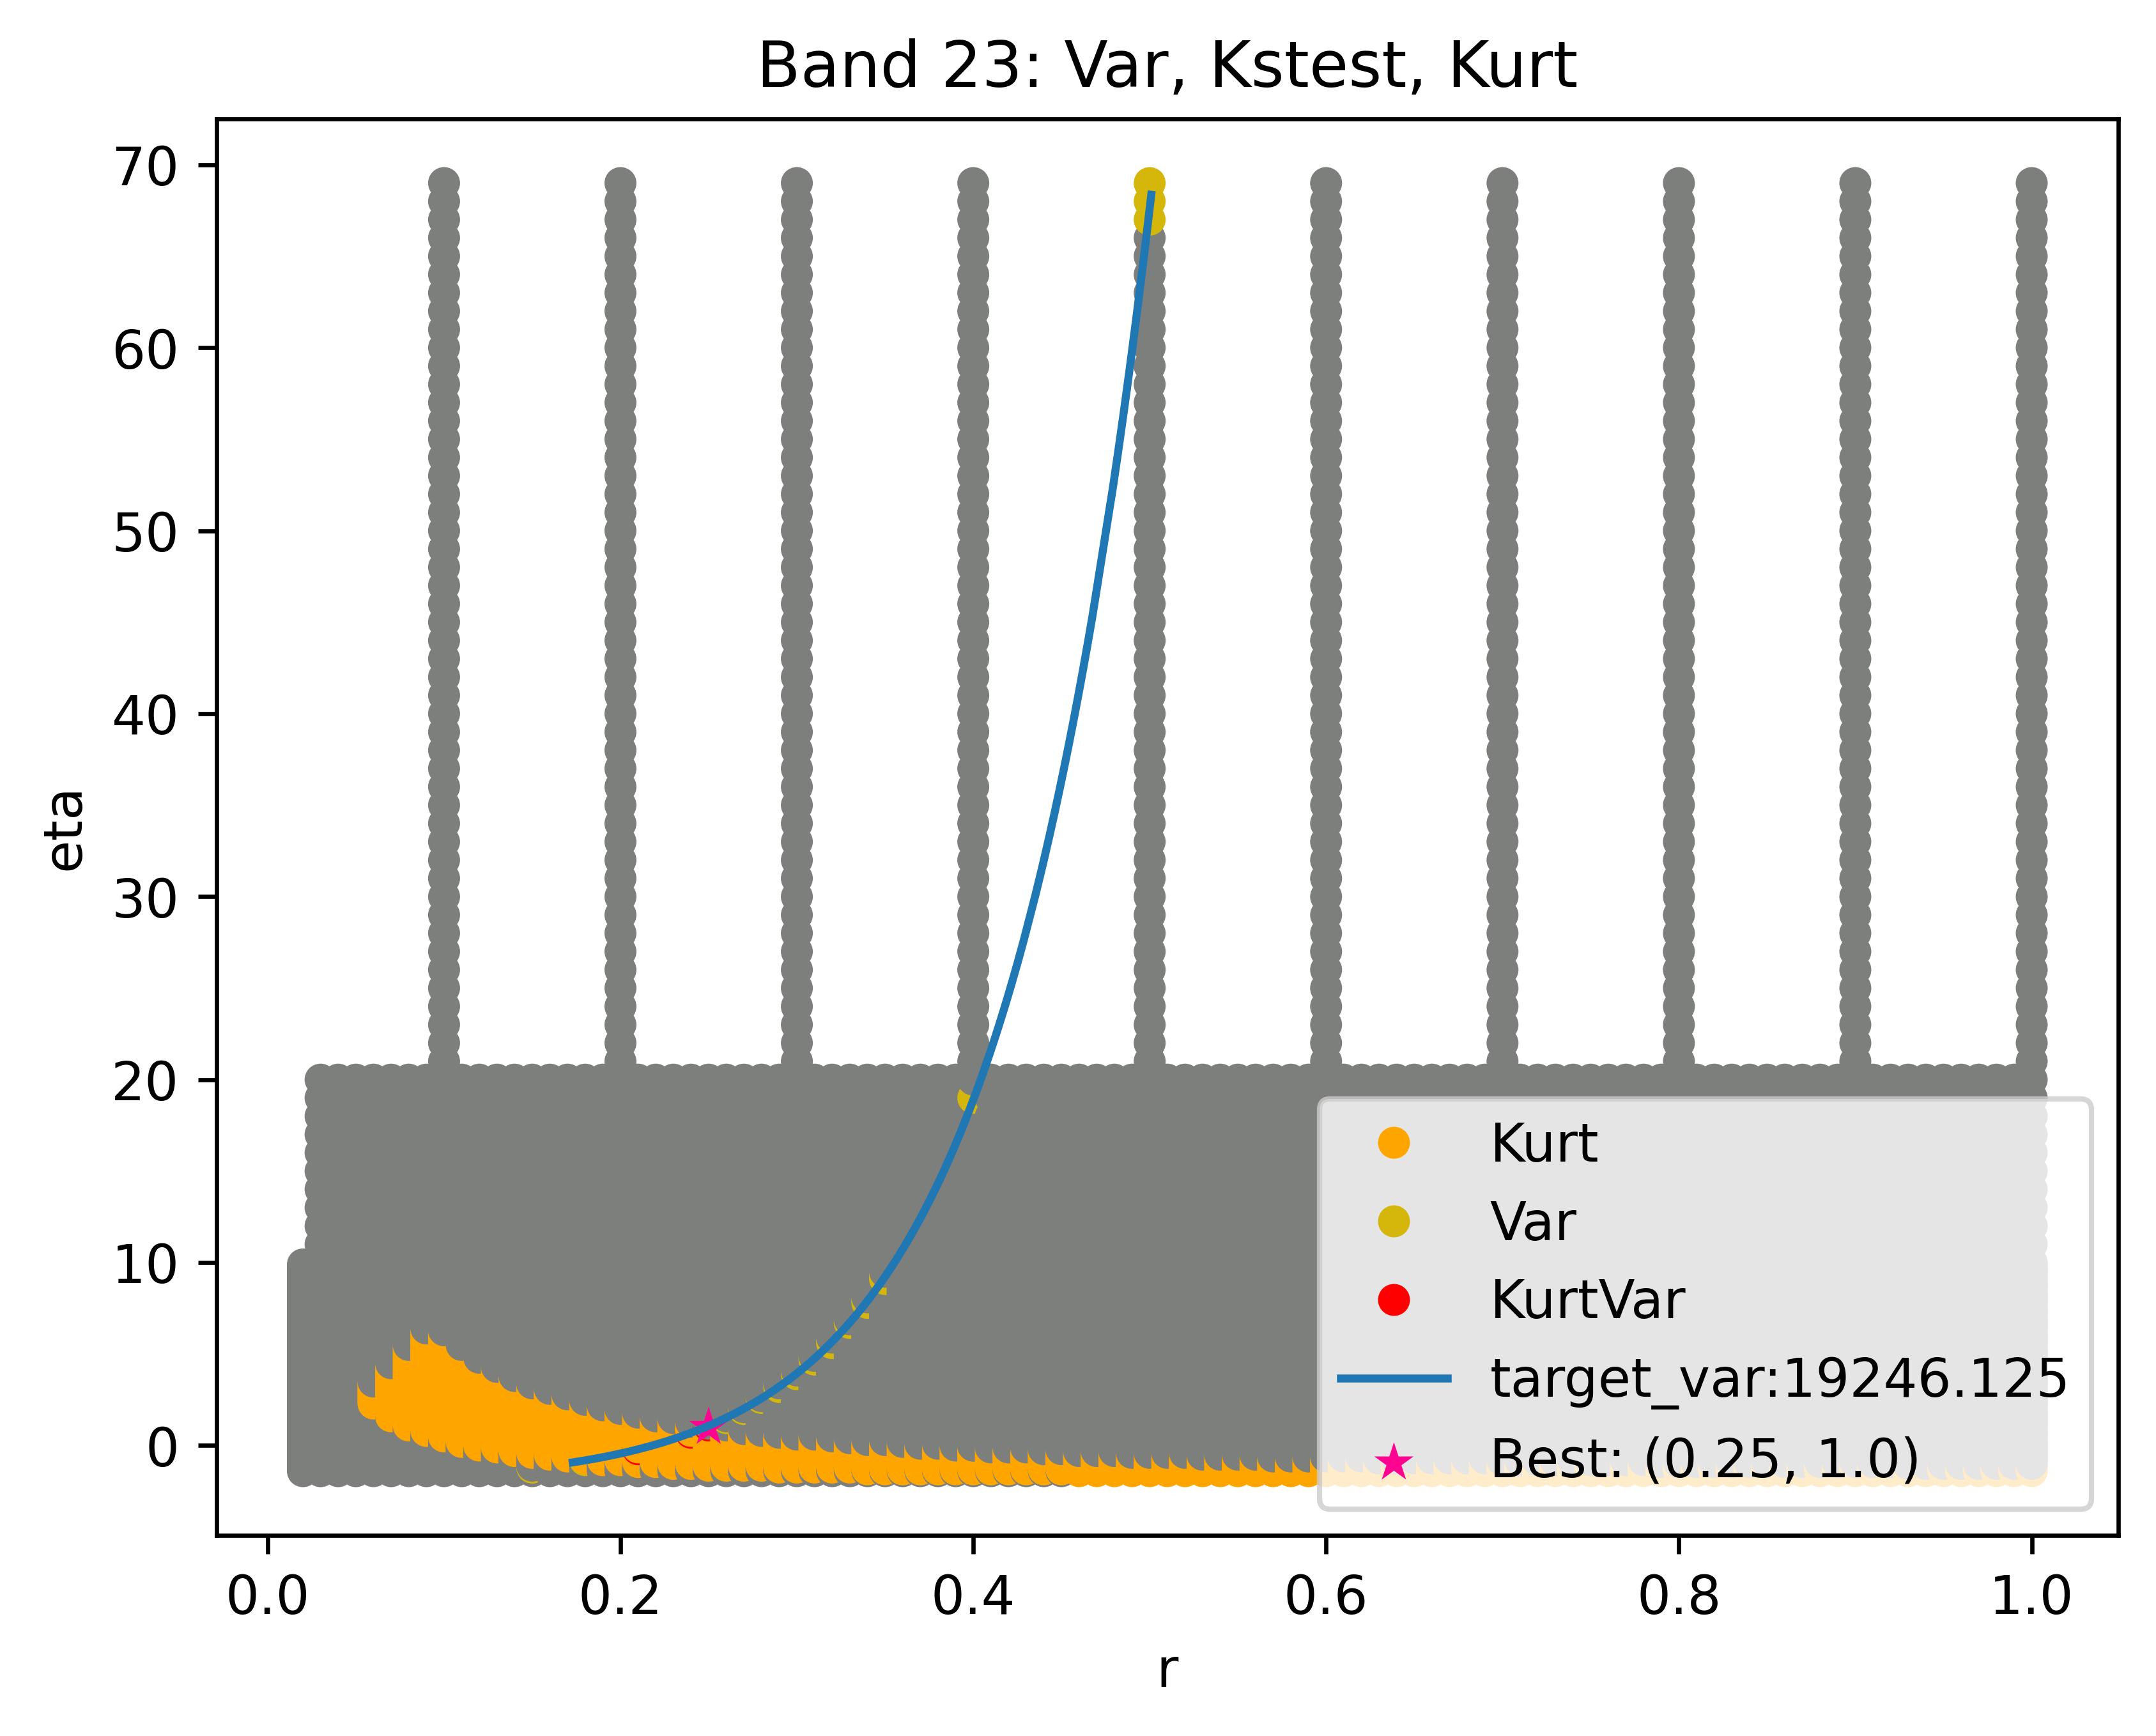 Band 23: Var, Kstest, Kurt
70
60
50
40
30
20
10
0
eta
Kurt
Var
KurtVar
target_var:19246.125
Best: (0.25, 1.0)
0.0 0.2 0.4 0.6 0.8 1.0
r